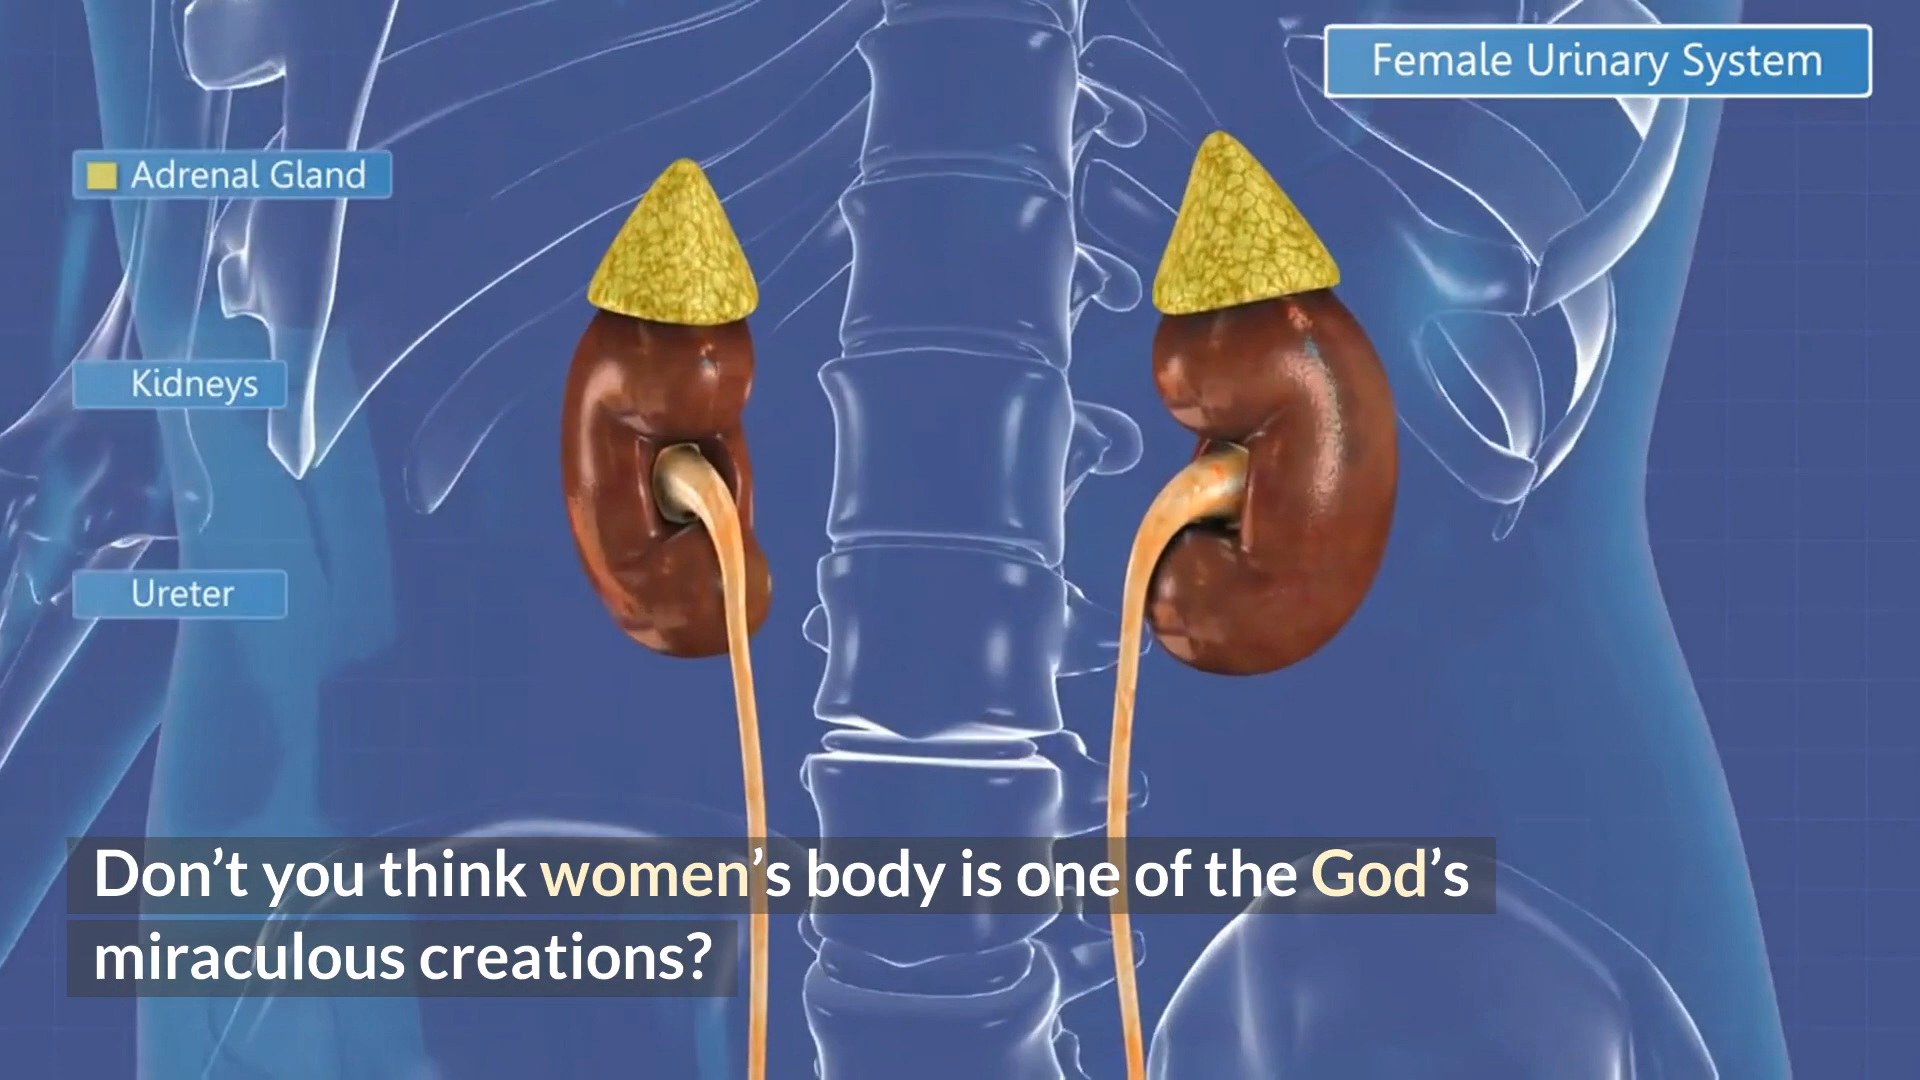 Female Urinary System
Adrenal Gland
Kidneys
Ureter
Don’t you think women’s body is one of the God’s
miraculous creations?